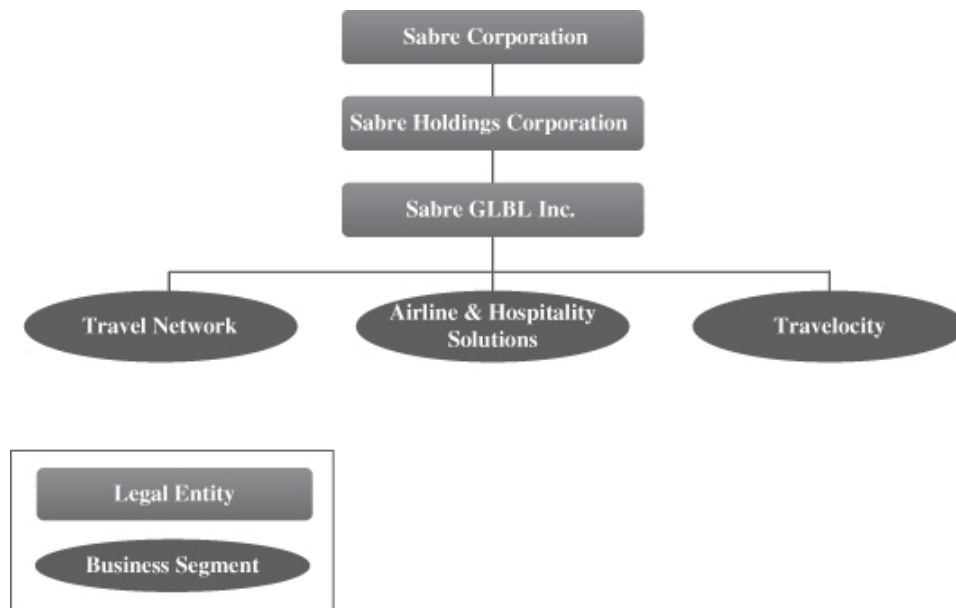 Sabre Corporation
Sabre Holdings Corporation
Sabre GLBL Inc.
Travel Network
Airline & Hospitality
Solutions
Travelocity
Legal Entity
Business Segment